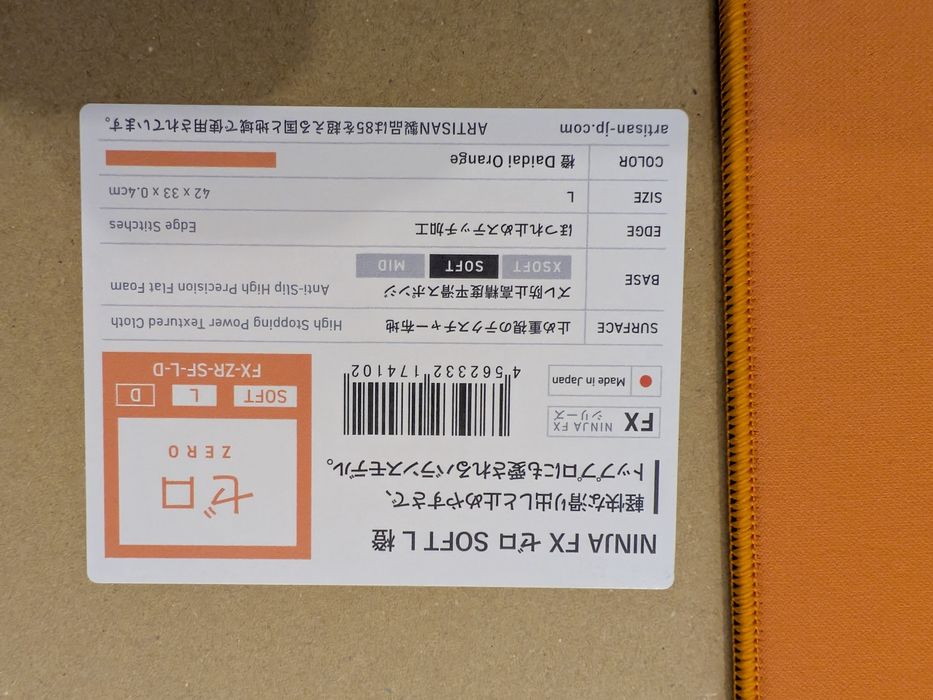 NINJA FX ゼロ SOFT L 橙
軽快な滑り出しと止めやすさで、
トッププロにも愛されるバランスモデル。
FX NINJA FX シリーズ
Made in Japan
4 562332 174102
ゼロ
ZERO
SOFT L D
FX-ZR-SF-L-D
SURFACE 止め重視のテクスチャー布地 High Stopping Power Textured Cloth
BASE ズレ防止高精度平滑スポンジ Anti-Slip High Precision Flat Foam
XSOFT SOFT MID
EDGE ほつれ止めステッチ加工 Edge Stitches
SIZE L 42 x 33 x 0.4cm
COLOR 橙 Daidai Orange
artisan-jp.com ARTISAN製品は85を超える国と地域で使用されています。